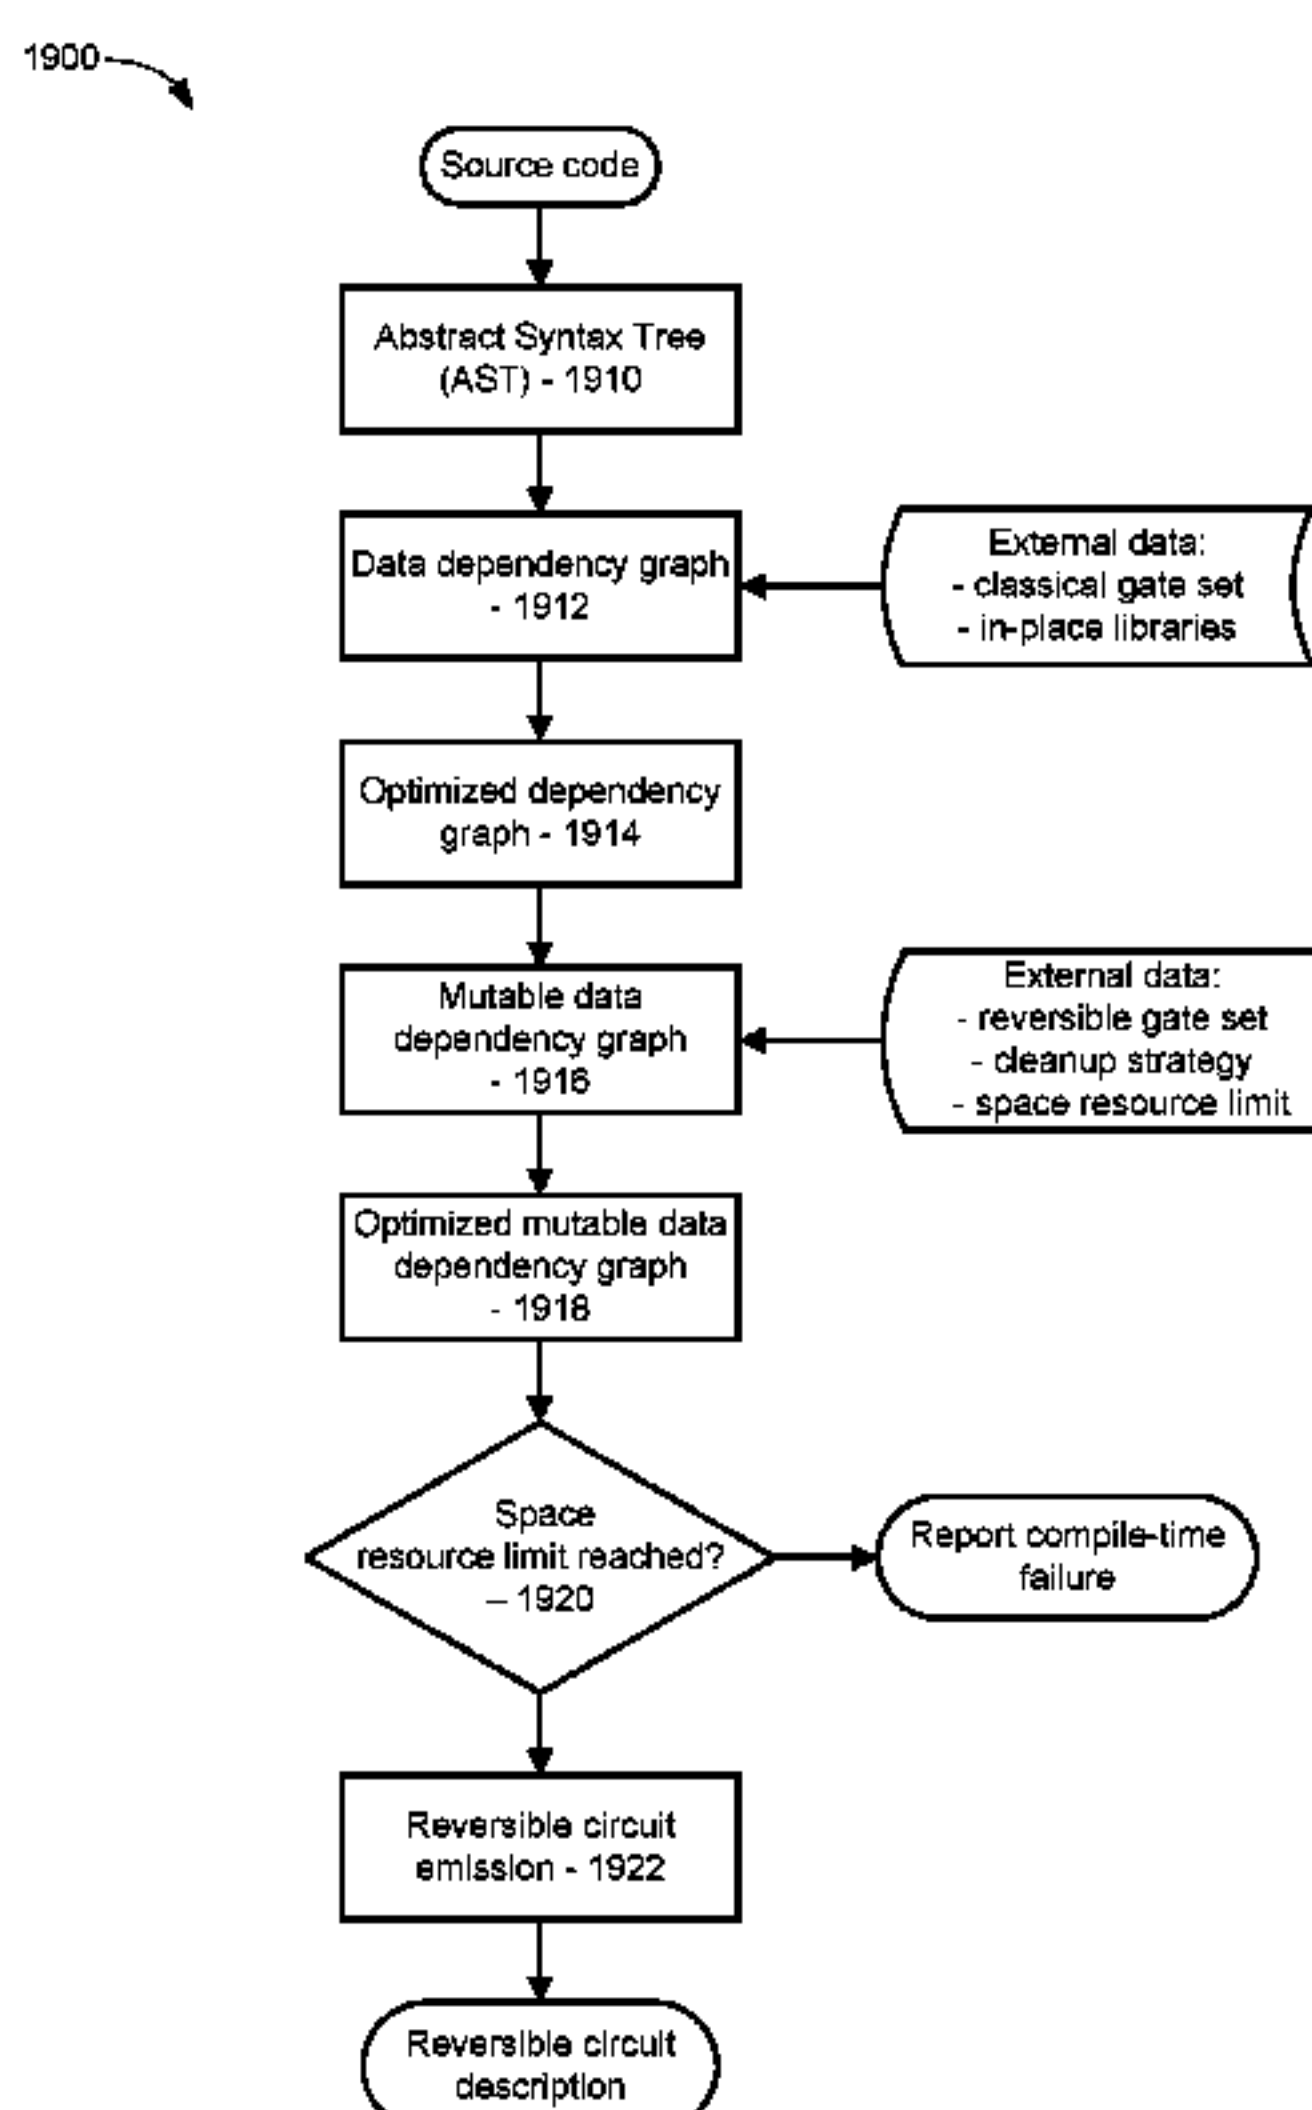 1900
Source code
Abstract Syntax Tree
(AST) - 1910
Data dependency graph
- 1912
External data:
- classical gate set
- in-place libraries
Optimized dependency
graph - 1914
Mutable data
dependency graph
- 1916
External data:
- reversible gate set
- cleanup strategy
- space resource limit
Optimized mutable data
dependency graph
- 1918
Space
resource limit reached?
– 1920
Report compile-time
failure
Reversible circuit
emission - 1922
Reversible circuit
description